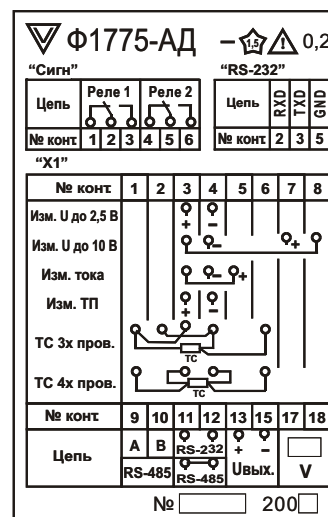 Ф1775-АД – 1,5 0,2
“Сигн” “RS-232”
Цепь Реле 1 Реле 2 Цепь RXD TXD GND
№ конт 1 2 3 4 5 6 № конт 2 3 5
“X1”
№ конт 1 2 3 4 5 6 7 8
Изм. U до 2,5 В + –
Изм. U до 10 В – +
Изм. тока – +
Изм. ТП + –
ТС 3х пров. ТС
ТС 4х пров. ТС
№ конт 9 10 11 12 13 15 17 18
Цепь A B RS-232 + – V
RS-485 RS-485 Uвых.
№ 200